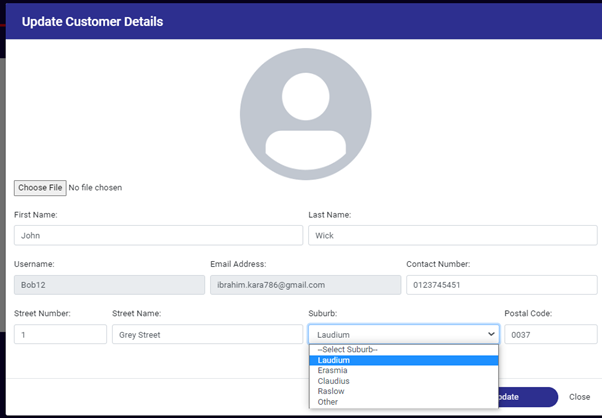 Update Customer Details
Choose File No file chosen
First Name: Last Name:
John Wick
Username: Email Address: Contact Number:
Bob12 ibrahim.kara786@gmail.com 0123745451
Street Number: Street Name: Suburb: Postal Code:
1 Grey Street Laudium 0037
--Select Suburb--
Laudium
Erasmia
Claudius
Raslow
Other
Close